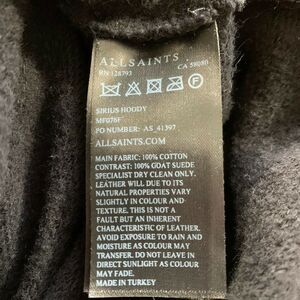 ALLSAINTS
RN 128793 CA 58080
F
SIRIUS HOODY
MF076F
PO NUMBER: AS_41397
ALLSAINTS.COM
MAIN FABRIC: 100% COTTON
CONTRAST: 100% GOAT SUEDE
SPECIALIST DRY CLEAN ONLY.
LEATHER WILL DUE TO ITS
NATURAL PROPERTIES VARY
SLIGHTLY IN COLOUR AND
TEXTURE. THIS IS NOT A
FAULT BUT AN INHERENT
CHARACTERISTIC OF LEATHER.
AVOID EXPOSURE TO RAIN AND
MOISTURE AS COLOUR MAY
TRANSFER. DO NOT LEAVE IN
DIRECT SUNLIGHT AS COLOUR
MAY FADE.
MADE IN TURKEY